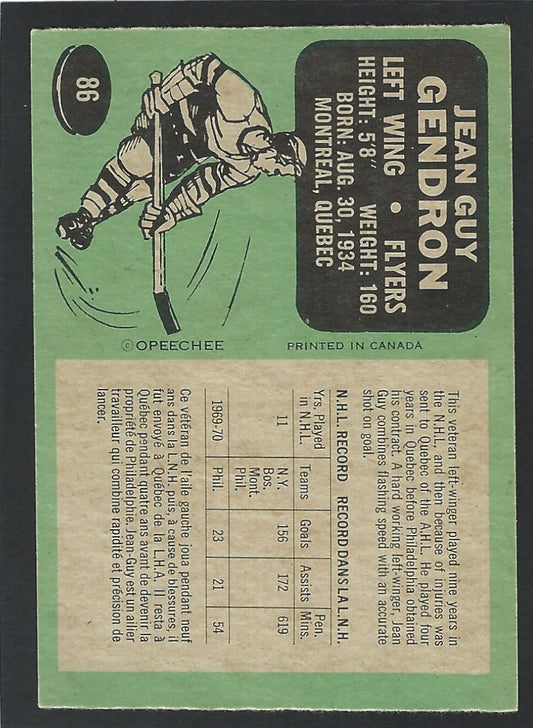 86
JEAN GUY
GENDRON
LEFT WING • FLYERS
HEIGHT: 5'8" WEIGHT: 160
BORN: AUG. 30, 1934
MONTREAL, QUEBEC
© OPEECHEE
PRINTED IN CANADA
This veteran left-winger played nine years in
the N.H.L. and then because of injuries was
sent to Quebec of the A.H.L. He played four
years in Quebec before Philadelphia obtained
his contract. A hard working left-winger, Jean
Guy combines flashing speed with an accurate
shot on goal.
N.H.L. RECORD RECORD DANS LA L.N.H.
Yrs. Played in N.H.L. Teams Goals Assists Pen. Mins.
11 N.Y. 156 172 619
Bos.
Mont.
Phil.
1969-70 Phil. 23 21 54
Ce vétéran de l'aile gauche joua pendant neuf
ans dans la L.N.H. puis, à cause de blessures, il
fut envoyé à Québec de la L.H.A. Il resta à
Québec pendant quatre ans avant de devenir la
propriété de Philadelphie. Jean-Guy est un ailier
travailleur qui combine rapidité et précision de
lancer.